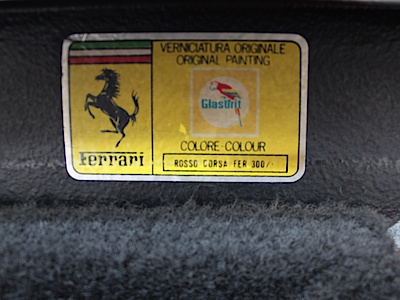 VERNICIATURA ORIGINALE
ORIGINAL PAINTING
Glasurit
COLORE-COLOUR
ROSSO CORSA FER 300/
Ferrari